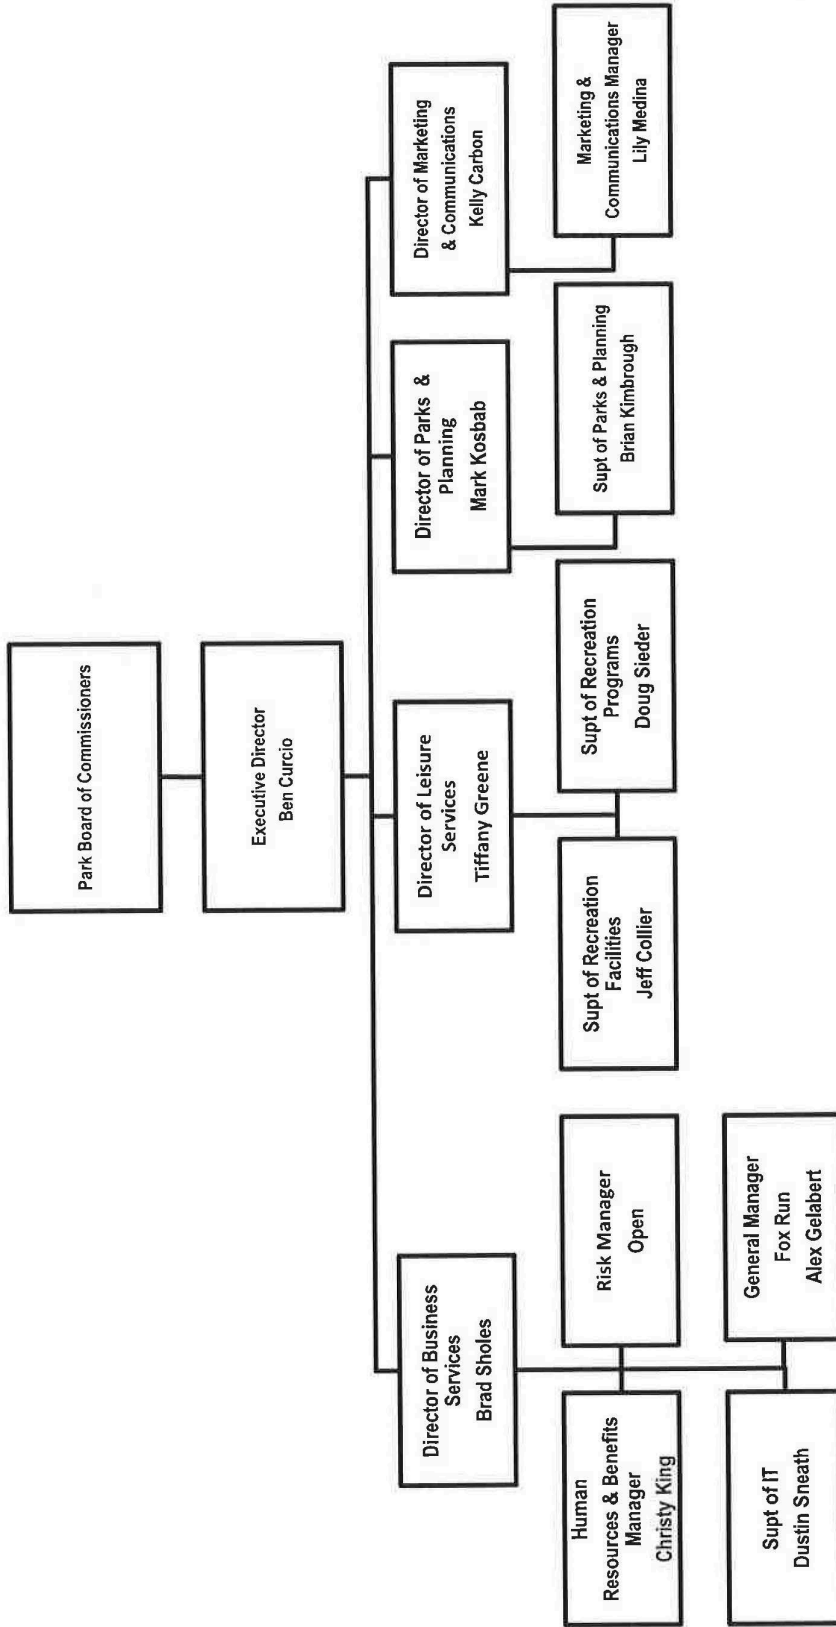 Park Board of Commissioners
Executive Director
Ben Curcio
Director of Business
Services
Brad Sholes
Director of Leisure
Services
Tiffany Greene
Director of Parks &
Planning
Mark Kosbab
Director of Marketing
& Communications
Kelly Carbon
Human
Resources & Benefits
Manager
Christy King
Risk Manager
Open
Supt of Recreation
Facilities
Jeff Collier
Supt of Recreation
Programs
Doug Sieder
Supt of Parks & Planning
Brian Kimbrough
Marketing &
Communications Manager
Lily Medina
Supt of IT
Dustin Sneath
General Manager
Fox Run
Alex Gelabert